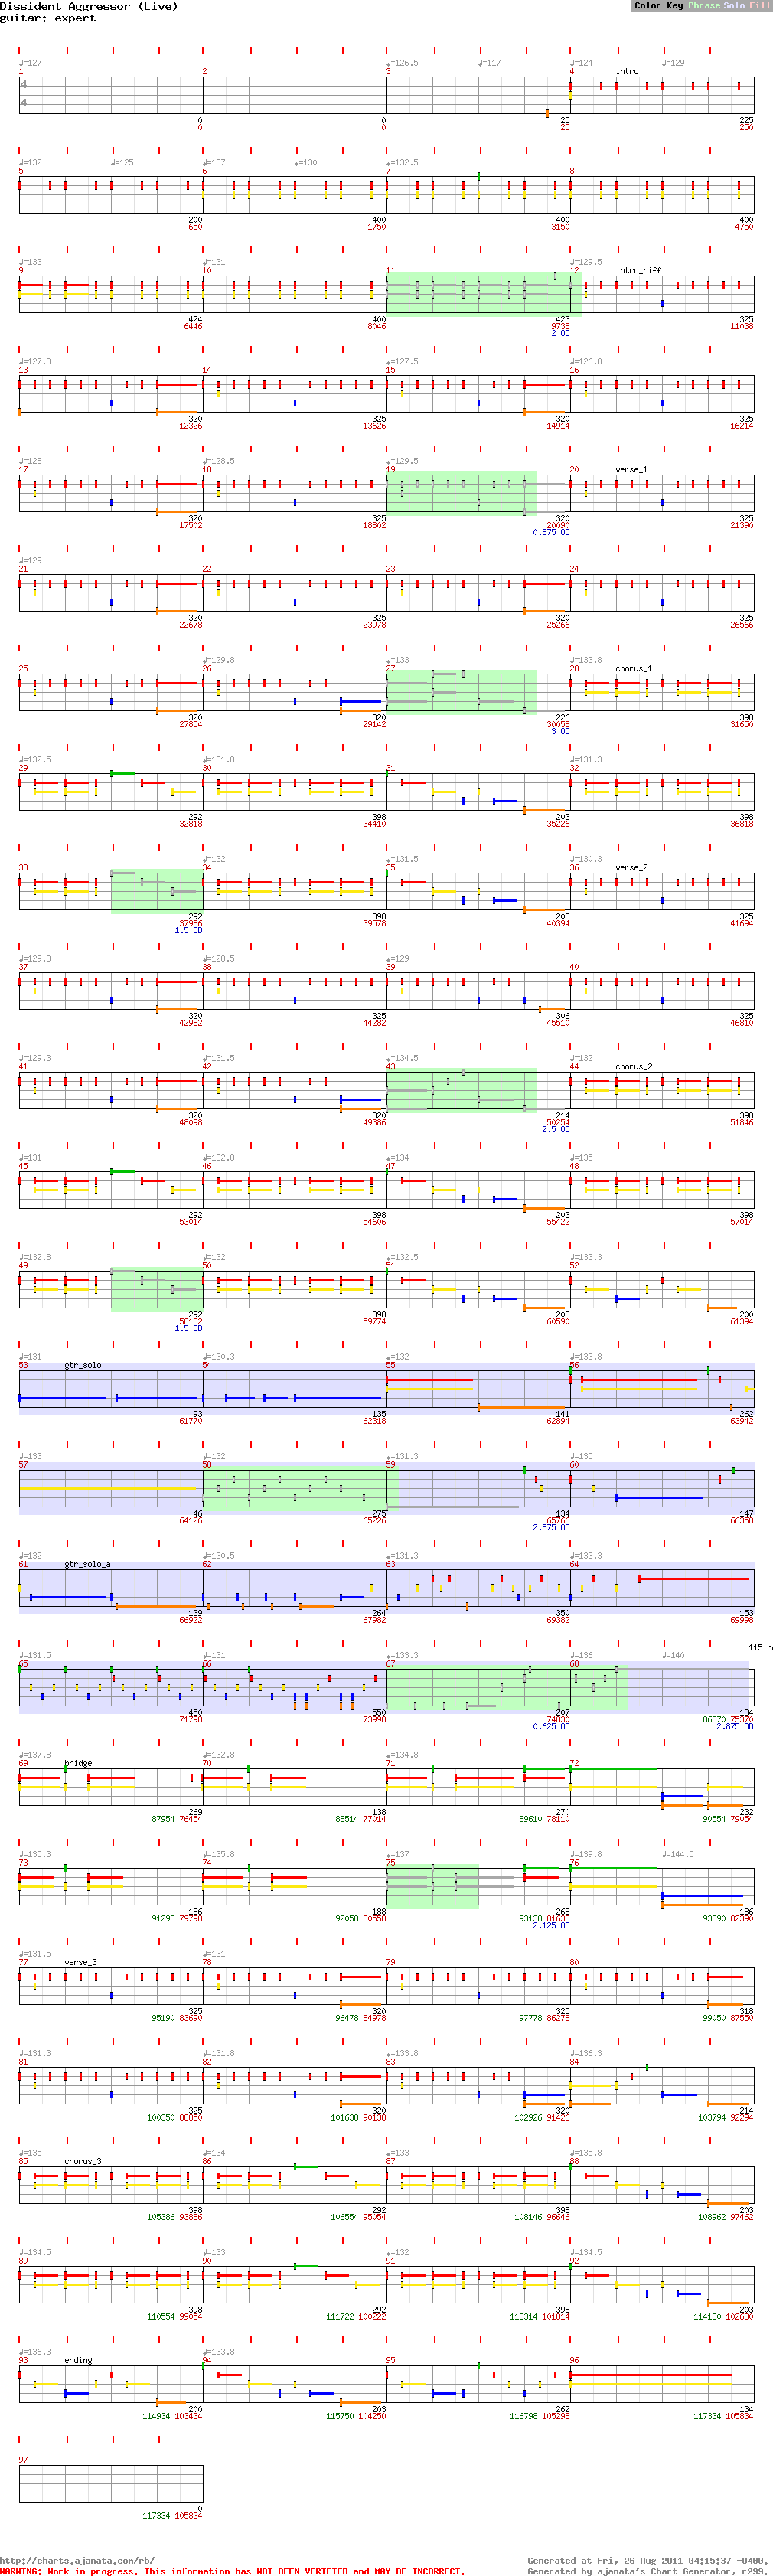 Dissident Aggressor (Live)
Color Key Phrase Solo Fill
guitar: expert
♩=127 ♩=126.5 ♩=117 ♩=124 ♩=129
1 2 3 4 intro
4
4
0 0 25 225
0 0 25 250
♩=132 ♩=125 ♩=137 ♩=130 ♩=132.5
5 6 7 8
200 400 400 400
650 1750 3150 4750
♩=133 ♩=131 ♩=129.5
9 10 11 12 intro_riff
424 400 423 325
6446 8046 9738 11038
2 OD
♩=127.8 ♩=128.5 ♩=127.5 ♩=126.8
13 14 15 16
320 325 320 325
12326 13626 14914 16214
♩=128 ♩=128.5 ♩=129.5
17 18 19 20 verse_1
320 325 320 325
17502 18802 20090 21390
0.875 OD
♩=129
21 22 23 24
320 325 320 325
22678 23978 25266 26566
♩=129.8 ♩=133 ♩=133.8
25 26 27 28 chorus_1
320 320 226 398
27854 29142 30058 31650
3 OD
♩=132.5 ♩=131.8 ♩=131.3
29 30 31 32
292 398 203 398
32818 34410 35226 36818
♩=132 ♩=131.5 ♩=130.3
33 34 35 36 verse_2
292 398 203 325
37986 39578 40394 41694
1.5 OD
♩=129.8 ♩=128.5 ♩=129
37 38 39 40
320 325 306 325
42982 44282 45510 46810
♩=129.3 ♩=131.5 ♩=134.5 ♩=132
41 42 43 44 chorus_2
320 320 214 398
48098 49386 50254 51846
2.5 OD
♩=131 ♩=132.8 ♩=134 ♩=135
45 46 47 48
292 398 203 398
53014 54606 55422 57014
♩=132.8 ♩=132 ♩=132.5 ♩=133.3
49 50 51 52
292 398 203 200
58182 59774 60590 61394
1.5 OD
♩=131 ♩=130.3 ♩=132 ♩=133.8
53 gtr_solo 54 55 56
93 135 141 262
61770 62318 62894 63942
♩=133 ♩=132 ♩=131.3 ♩=135
57 58 59 60
46 275 134 147
64126 65226 65766 66358
2.875 OD
♩=132 ♩=130.5 ♩=131.3 ♩=133.3
61 gtr_solo_a 62 63 64
139 264 350 153
66922 67982 69382 69998
♩=131.5 ♩=131 ♩=133.3 ♩=136 ♩=140 115 no
65 66 67 68
450 550 207 134
71798 73998 74830 86870 75370
0.625 OD 2.875 OD
♩=137.8 ♩=132.8 ♩=134.8
69 bridge 70 71 72
269 138 270 232
87954 76454 88514 77014 89610 78110 90554 79054
♩=135.3 ♩=135.8 ♩=137 ♩=139.8 ♩=144.5
73 74 75 76
186 188 268 186
91298 79798 92058 80558 93138 81638 93890 82390
2.125 OD
♩=131.5 ♩=131
77 verse_3 78 79 80
325 320 325 318
95190 83690 96478 84978 97778 86278 99050 87550
♩=131.3 ♩=131.8 ♩=133.8 ♩=136.3
81 82 83 84
325 320 320 214
100350 88850 101638 90138 102926 91426 103794 92294
♩=135 ♩=134 ♩=133 ♩=135.8
85 chorus_3 86 87 88
398 292 398 203
105386 93886 106554 95054 108146 96646 108962 97462
♩=134.5 ♩=133 ♩=132 ♩=134.5
89 90 91 92
398 292 398 203
110554 99054 111722 100222 113314 101814 114130 102630
♩=136.3 ♩=133.8
93 ending 94 95 96
200 203 262 134
114934 103434 115750 104250 116798 105298 117334 105834
97
0
117334 105834
http://charts.ajanata.com/rb/
Generated at Fri, 26 Aug 2011 04:15:37 -0400.
WARNING: Work in progress. This information has NOT BEEN VERIFIED and MAY BE INCORRECT.
Generated by ajanata's Chart Generator, r299.